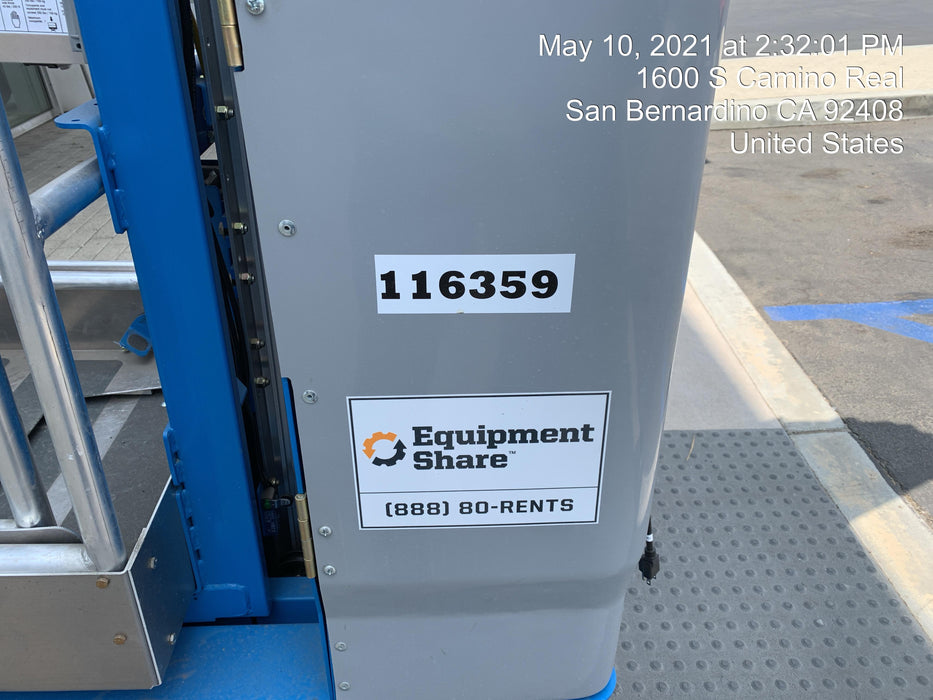 May 10, 2021 at 2:32:01 PM
1600 S Camino Real
San Bernardino CA 92408
United States
116359
Equipment
Share™
(888) 80-RENTS